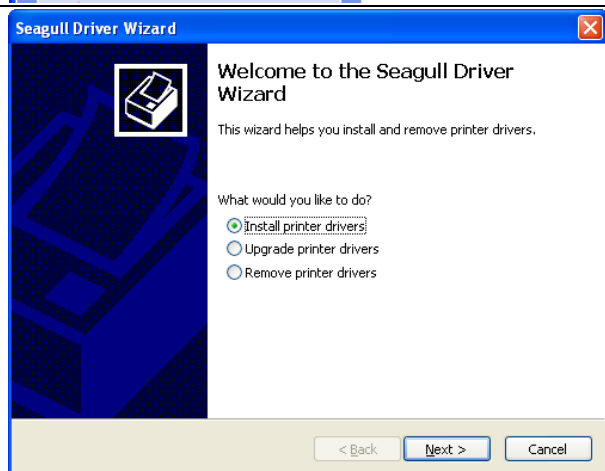 Seagull Driver Wizard
Welcome to the Seagull Driver
Wizard
This wizard helps you install and remove printer drivers.
What would you like to do?
Install printer drivers
Upgrade printer drivers
Remove printer drivers
< Back
Next >
Cancel